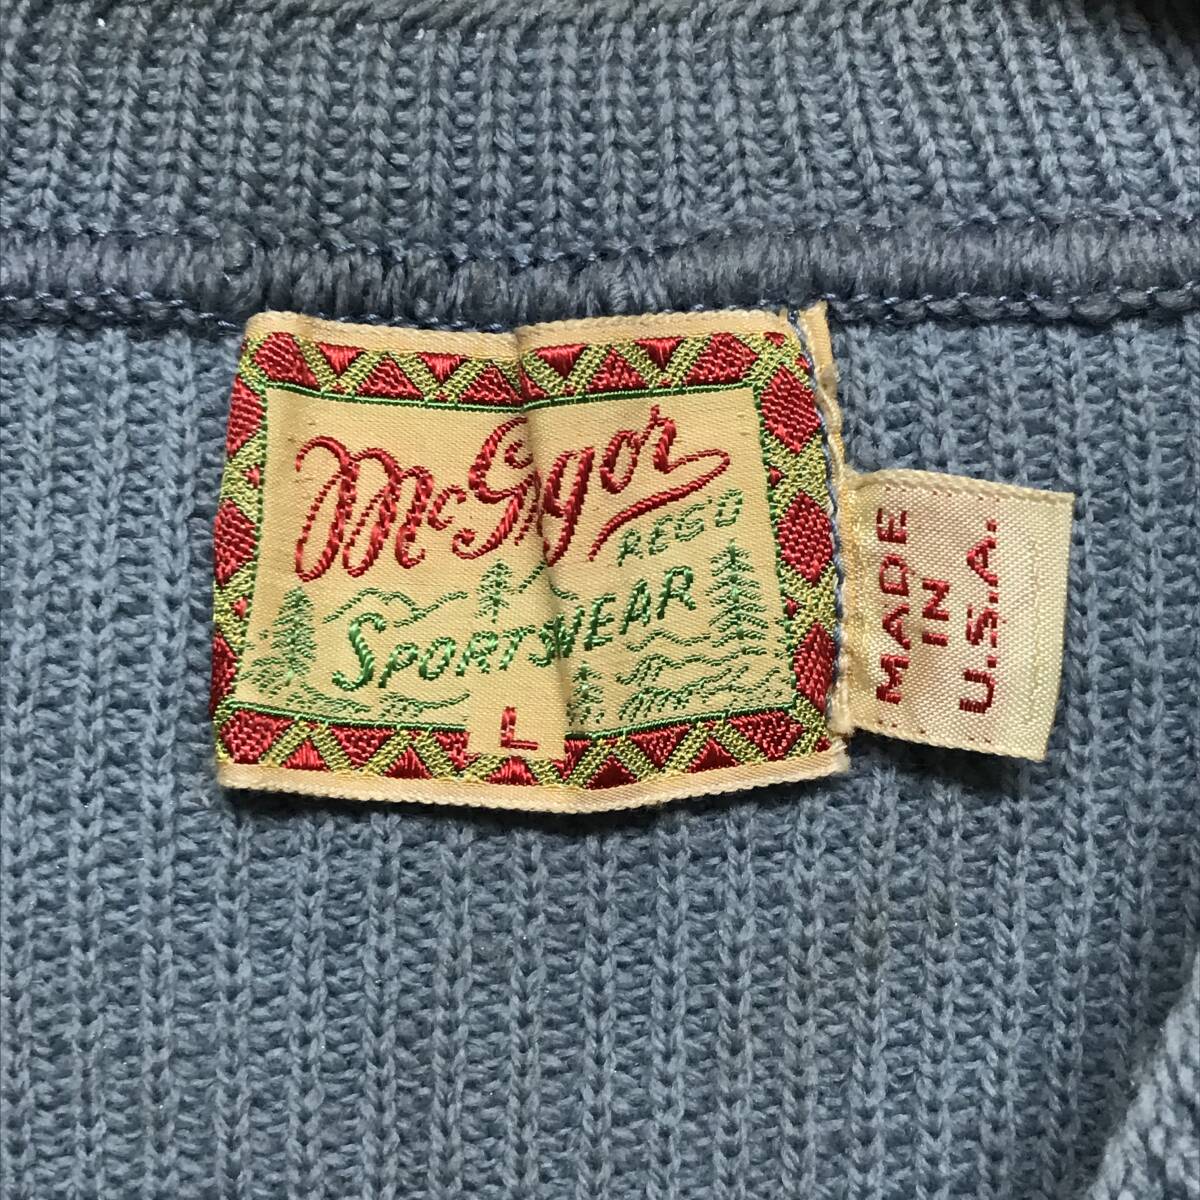 McGregor
REG'D
SPORTSWEAR
L
MADE
IN
U.S.A.